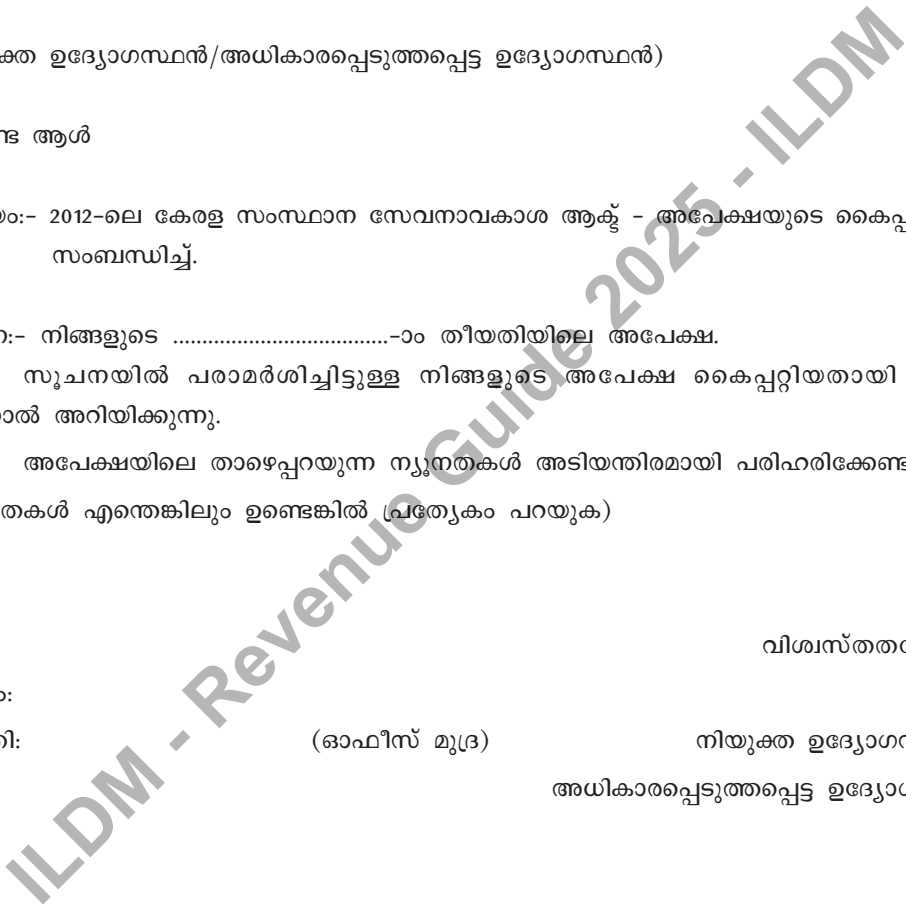 ക്ത ഉദ്യോഗസ്ഥൻ/അധികാരപ്പെടുത്തപ്പെട്ട ഉദ്യോഗസ്ഥൻ)
ണ്ട ആൾ
യം:- 2012-ലെ കേരള സംസ്ഥാന സേവനാവകാശ ആക്ട് - അപേക്ഷയുടെ കൈപ്പ
സംബന്ധിച്ച്.
ന:- നിങ്ങളുടെ .....................................-ാം തീയതിയിലെ അപേക്ഷ.
സൂചനയിൽ പരാമർശിച്ചിട്ടുള്ള നിങ്ങളുടെ അപേക്ഷ കൈപ്പറ്റിയതായി
ാൽ അറിയിക്കുന്നു.
അപേക്ഷയിലെ താഴെപ്പറയുന്ന ന്യൂനതകൾ അടിയന്തിരമായി പരിഹരിക്കേണ്ട
തകൾ എന്തെങ്കിലും ഉണ്ടെങ്കിൽ പ്രത്യേകം പറയുക)
വിശ്വസ്തത
ം:
ി: (ഓഫീസ് മുദ്ര) നിയുക്ത ഉദ്യോഗ
അധികാരപ്പെടുത്തപ്പെട്ട ഉദ്യോഗ
ILDM - Revenue Guide 2025 - ILDM